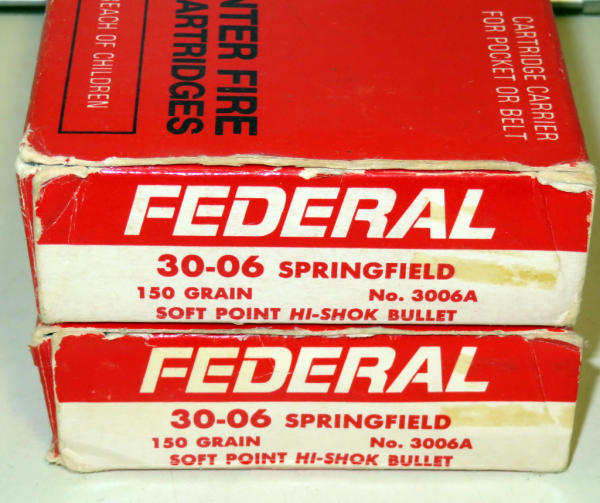 REACH OF CHILDREN
NTER FIRE
ARTRIDGES
CARTRIDGE CARRIER
FOR POCKET OR BELT
FEDERAL
30-06 SPRINGFIELD
150 GRAIN No. 3006A
SOFT POINT HI-SHOK BULLET
FEDERAL
30-06 SPRINGFIELD
150 GRAIN No. 3006A
SOFT POINT HI-SHOK BULLET